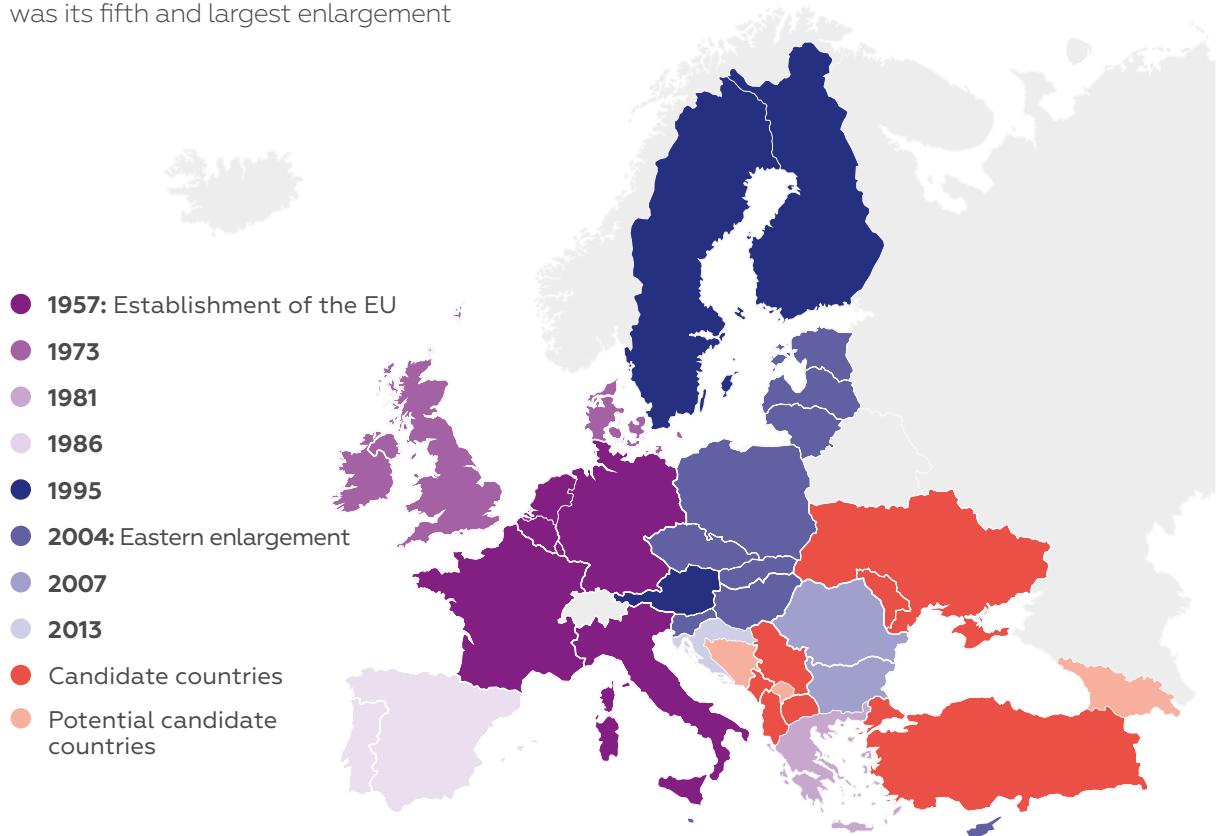 was its fifth and largest enlargement
1957: Establishment of the EU
1973
1981
1986
1995
2004: Eastern enlargement
2007
2013
Candidate countries
Potential candidate
countries